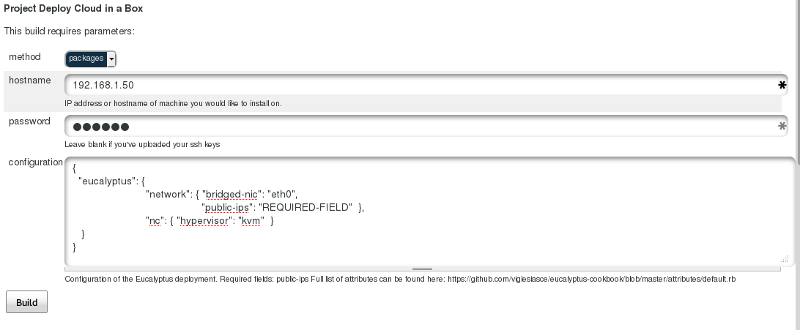 Project Deploy Cloud in a Box
This build requires parameters:
method packages
hostname 192.168.1.50
IP address or hostname of machine you would like to install on.
password ●●●●●●
Leave blank if you've uploaded your ssh keys
configuration {
"eucalyptus": {
"network": { "bridged-nic": "eth0",
"public-ips": "REQUIRED-FIELD" },
"nc": { "hypervisor": "kvm" }
}
}
Configuration of the Eucalyptus deployment. Required fields: public-ips Full list of attributes can be found here: https://github.com/viglesiasce/eucalyptus-cookbook/blob/master/attributes/default.rb
Build